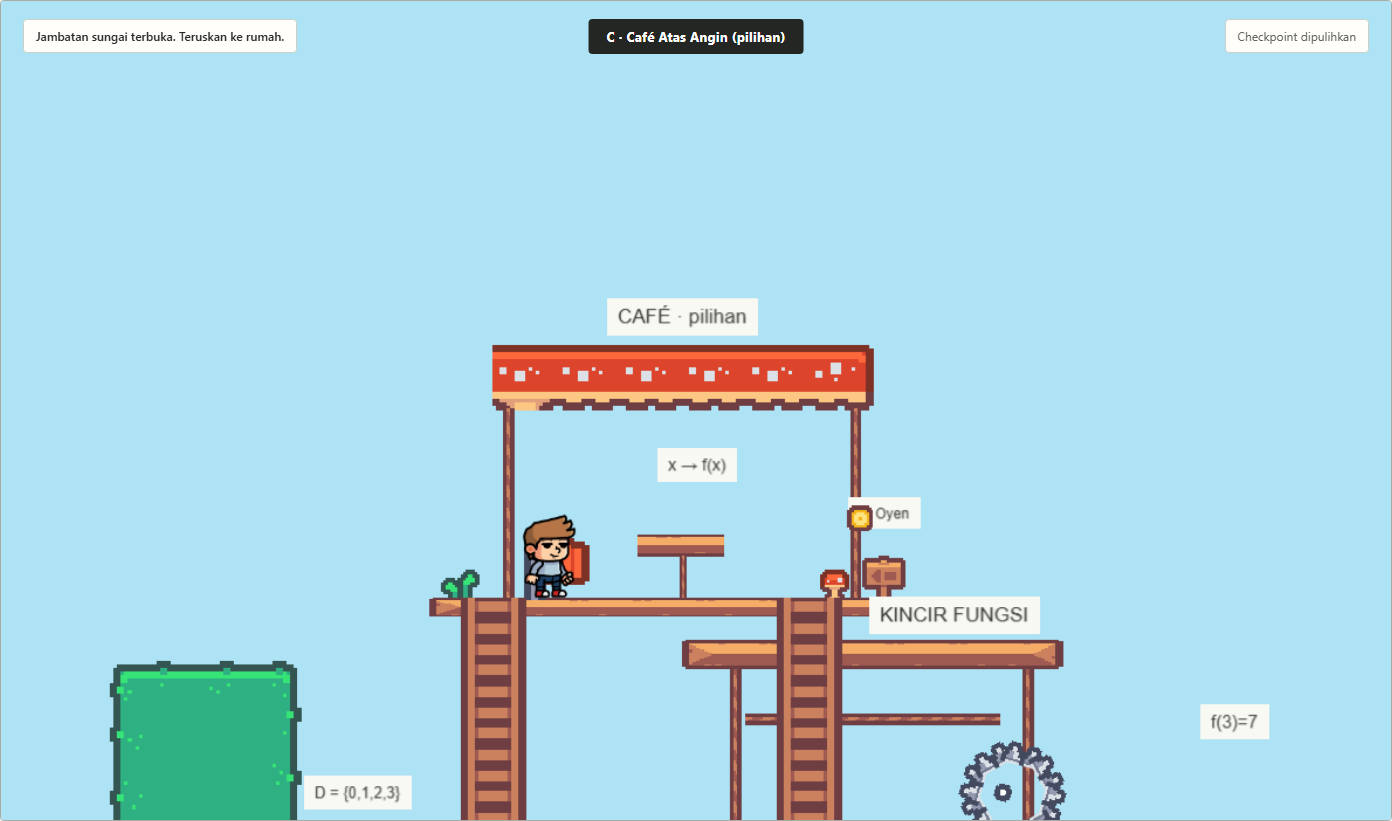 Jambatan sungai terbuka. Teruskan ke rumah.
C · Café Atas Angin (pilihan)
Checkpoint dipulihkan
CAFÉ · pilihan
x → f(x)
Oyen
KINCIR FUNGSI
f(3)=7
D = {0,1,2,3}